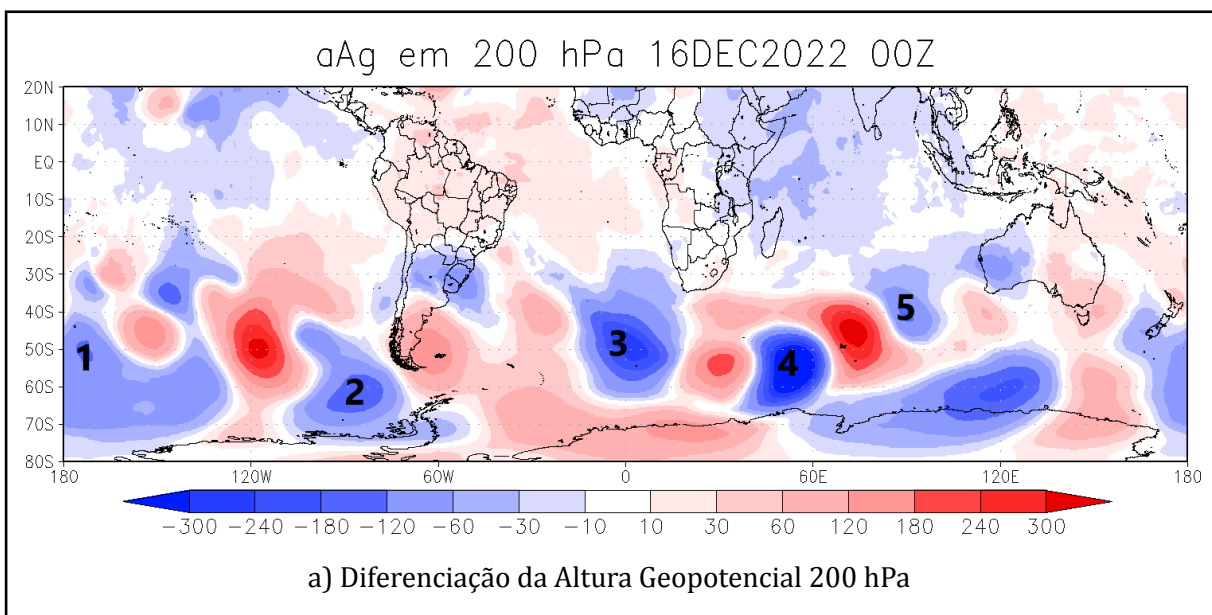 aAg em 200 hPa 16DEC2022 00Z
20N
10N
EQ
10S
20S
30S
40S
50S
60S
70S
80S
1
2
3
4
5
180 120W 60W 0 60E 120E 180
−300 −240 −180 −120 −60 −30 −10 10 30 60 120 180 240 300
a) Diferenciação da Altura Geopotencial 200 hPa